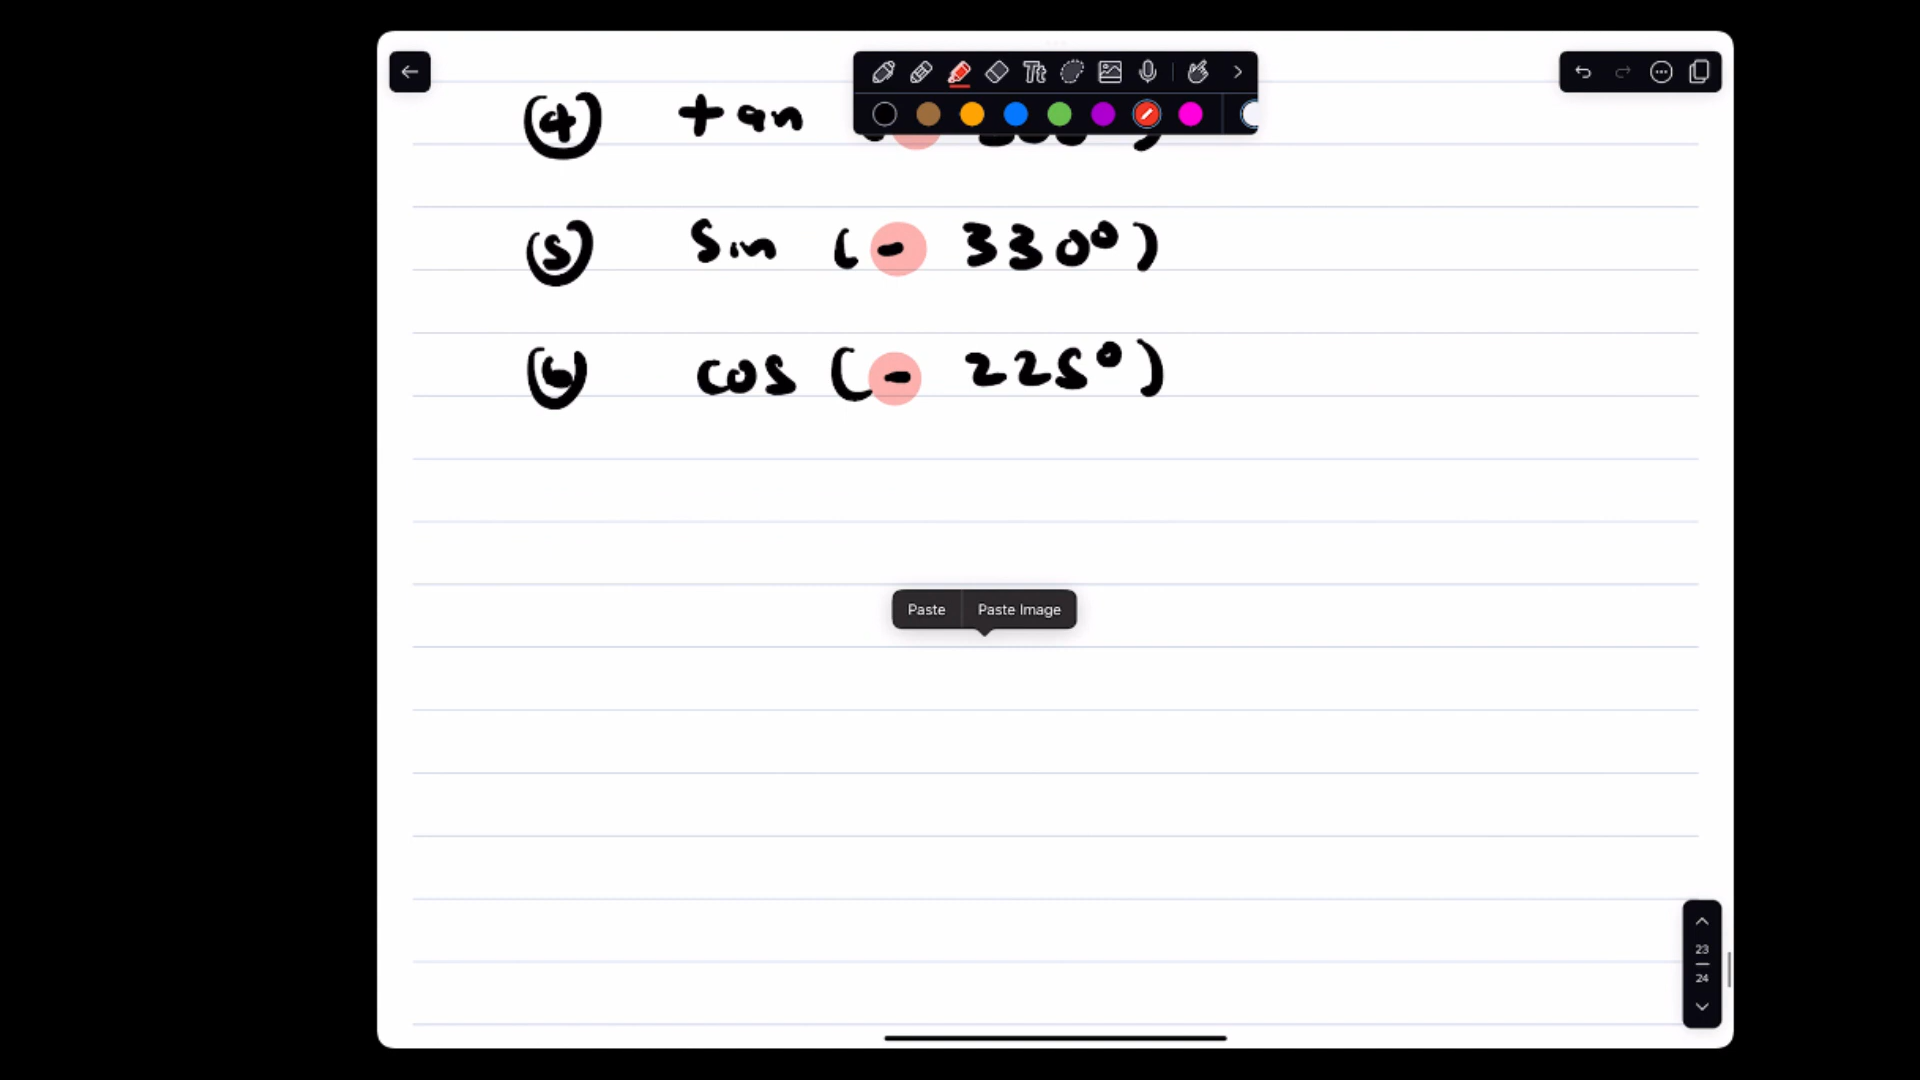 (4) tan
(5) Sin (- 330°)
(6) cos (- 225°)
Paste Paste Image
23
24